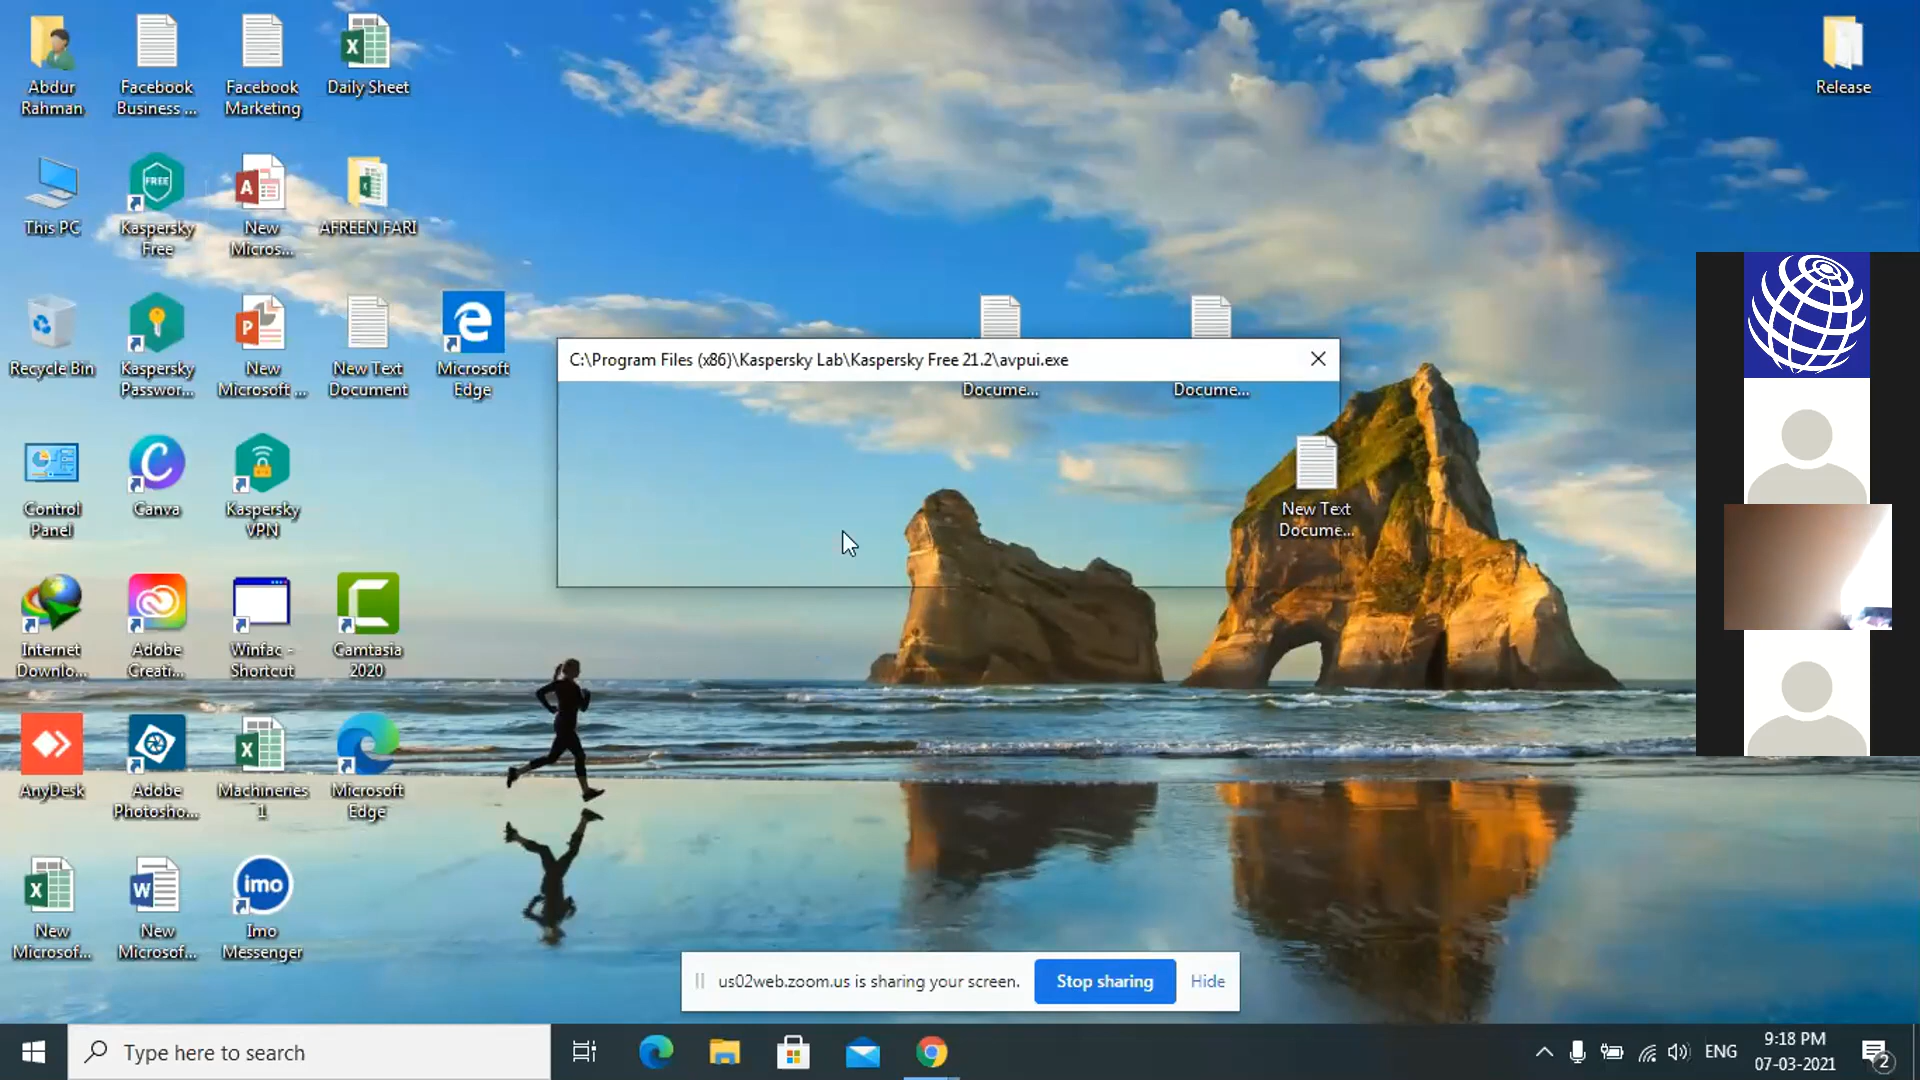 Abdur
Rahman
Facebook
Business ...
Facebook
Marketing
Daily Sheet
Release
This PC
FREE
Kaspersky
Free
New
Micros...
AFREEN FARI
Recycle Bin
Kaspersky
Passwor...
New
Microsoft ...
New Text
Document
Microsoft
Edge
C:\Program Files (x86)\Kaspersky Lab\Kaspersky Free 21.2\avpui.exe
Docume...
Docume...
Control
Panel
Canva
Kaspersky
VPN
New Text
Docume...
Internet
Downlo...
Adobe
Creati...
Winfac -
Shortcut
Camtasia
2020
AnyDesk
Adobe
Photosho...
Machineries
1
Microsoft
Edge
New
Microsof...
New
Microsof...
imo
Imo
Messenger
us02web.zoom.us is sharing your screen.
Stop sharing
Hide
Type here to search
ENG
9:18 PM
07-03-2021
2